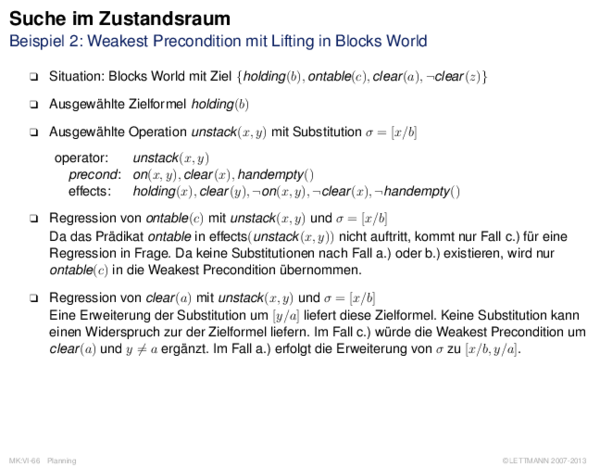 Suche im Zustandsraum
Beispiel 2: Weakest Precondition mit Lifting in Blocks World
❑ Situation: Blocks World mit Ziel {holding(b), ontable(c), clear(a), ¬clear(z)}
❑ Ausgewählte Zielformel holding(b)
❑ Ausgewählte Operation unstack(x, y) mit Substitution σ = [x/b]
operator: unstack(x, y)
precond: on(x, y), clear(x), handempty()
effects: holding(x), clear(y), ¬on(x, y), ¬clear(x), ¬handempty()
❑ Regression von ontable(c) mit unstack(x, y) und σ = [x/b]
Da das Prädikat ontable in effects(unstack(x, y)) nicht auftritt, kommt nur Fall c.) für eine
Regression in Frage. Da keine Substitutionen nach Fall a.) oder b.) existieren, wird nur
ontable(c) in die Weakest Precondition übernommen.
❑ Regression von clear(a) mit unstack(x, y) und σ = [x/b]
Eine Erweiterung der Substitution um [y/a] liefert diese Zielformel. Keine Substitution kann
einen Widerspruch zur der Zielformel liefern. Im Fall c.) würde die Weakest Precondition um
clear(a) und y ≠ a ergänzt. Im Fall a.) erfolgt die Erweiterung von σ zu [x/b, y/a].
MK:VI-66 Planning ©LETTMANN 2007-2013